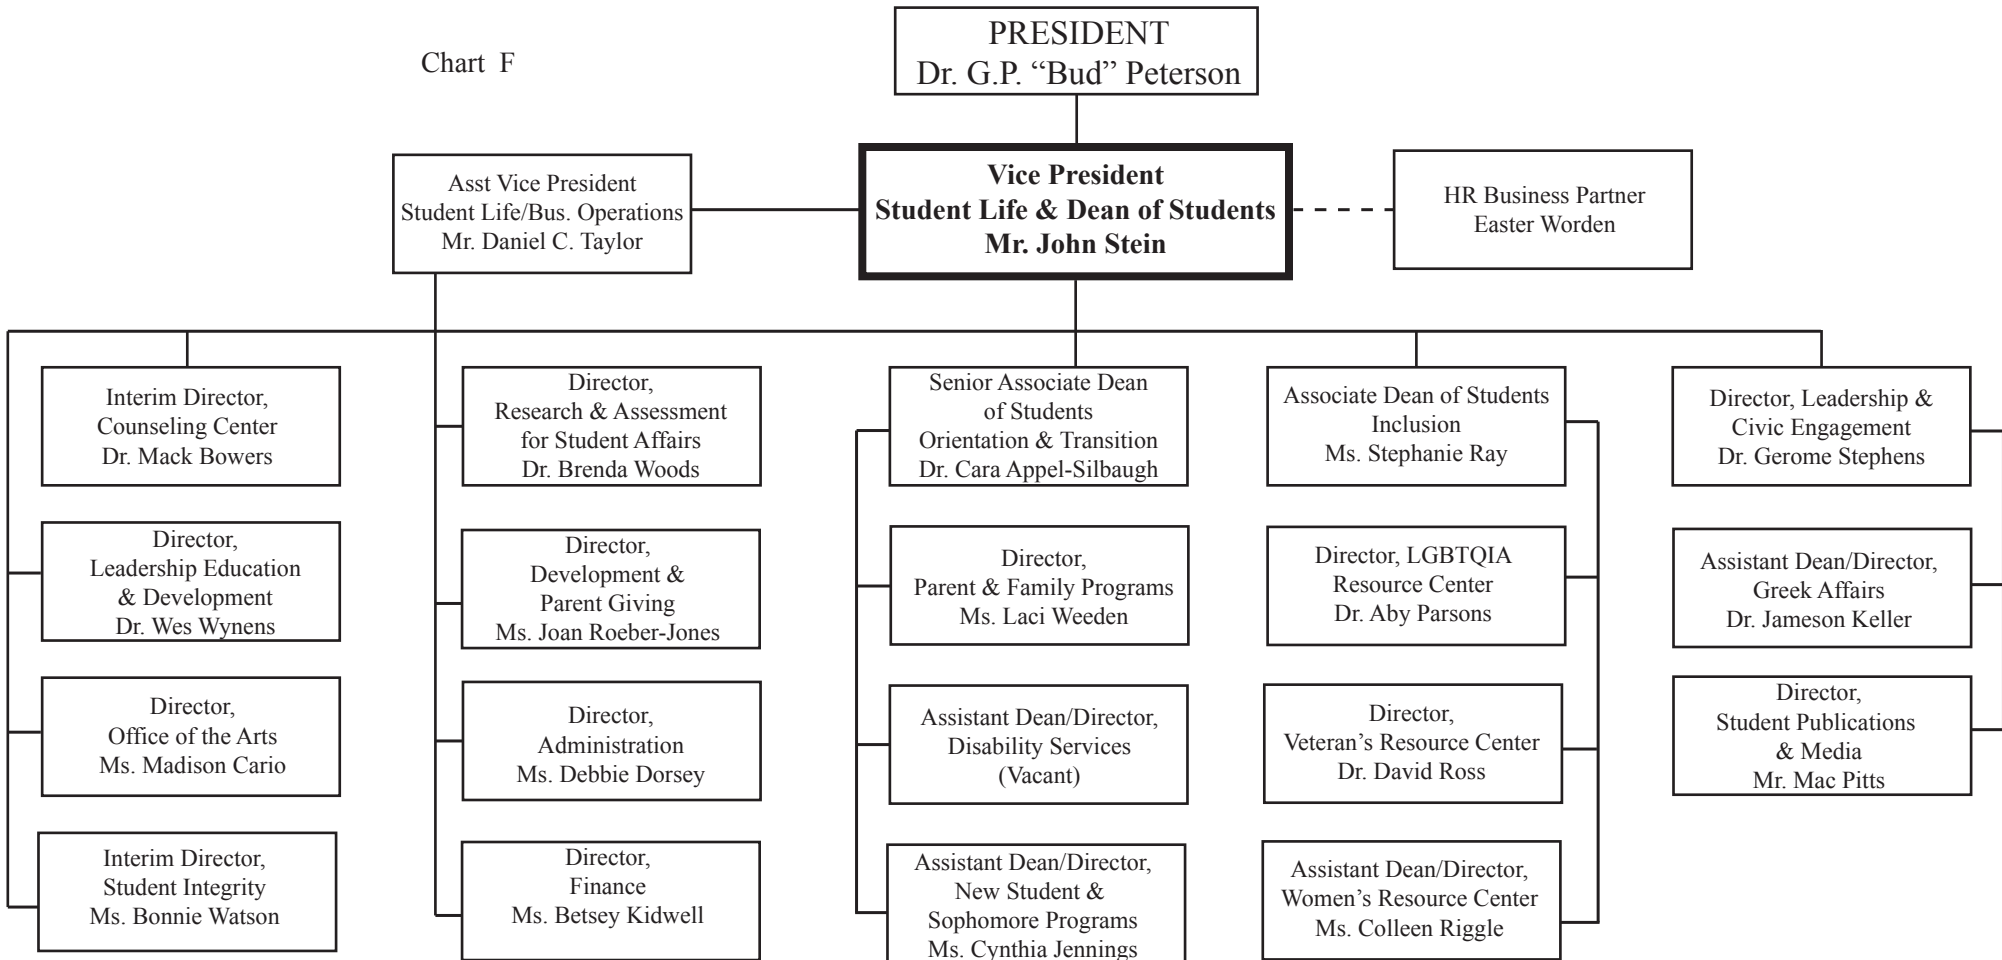 Chart F
PRESIDENT
Dr. G.P. “Bud” Peterson
Asst Vice President
Student Life/Bus. Operations
Mr. Daniel C. Taylor
Vice President
Student Life & Dean of Students
Mr. John Stein
HR Business Partner
Easter Worden
Interim Director,
Counseling Center
Dr. Mack Bowers
Director,
Leadership Education
& Development
Dr. Wes Wynens
Director,
Office of the Arts
Ms. Madison Cario
Interim Director,
Student Integrity
Ms. Bonnie Watson
Director,
Research & Assessment
for Student Affairs
Dr. Brenda Woods
Director,
Development &
Parent Giving
Ms. Joan Roeber-Jones
Director,
Administration
Ms. Debbie Dorsey
Director,
Finance
Ms. Betsey Kidwell
Senior Associate Dean
of Students
Orientation & Transition
Dr. Cara Appel-Silbaugh
Director,
Parent & Family Programs
Ms. Laci Weeden
Assistant Dean/Director,
Disability Services
(Vacant)
Assistant Dean/Director,
New Student &
Sophomore Programs
Ms. Cynthia Jennings
Associate Dean of Students
Inclusion
Ms. Stephanie Ray
Director, LGBTQIA
Resource Center
Dr. Aby Parsons
Director,
Veteran’s Resource Center
Dr. David Ross
Assistant Dean/Director,
Women’s Resource Center
Ms. Colleen Riggle
Director, Leadership &
Civic Engagement
Dr. Gerome Stephens
Assistant Dean/Director,
Greek Affairs
Dr. Jameson Keller
Director,
Student Publications
& Media
Mr. Mac Pitts